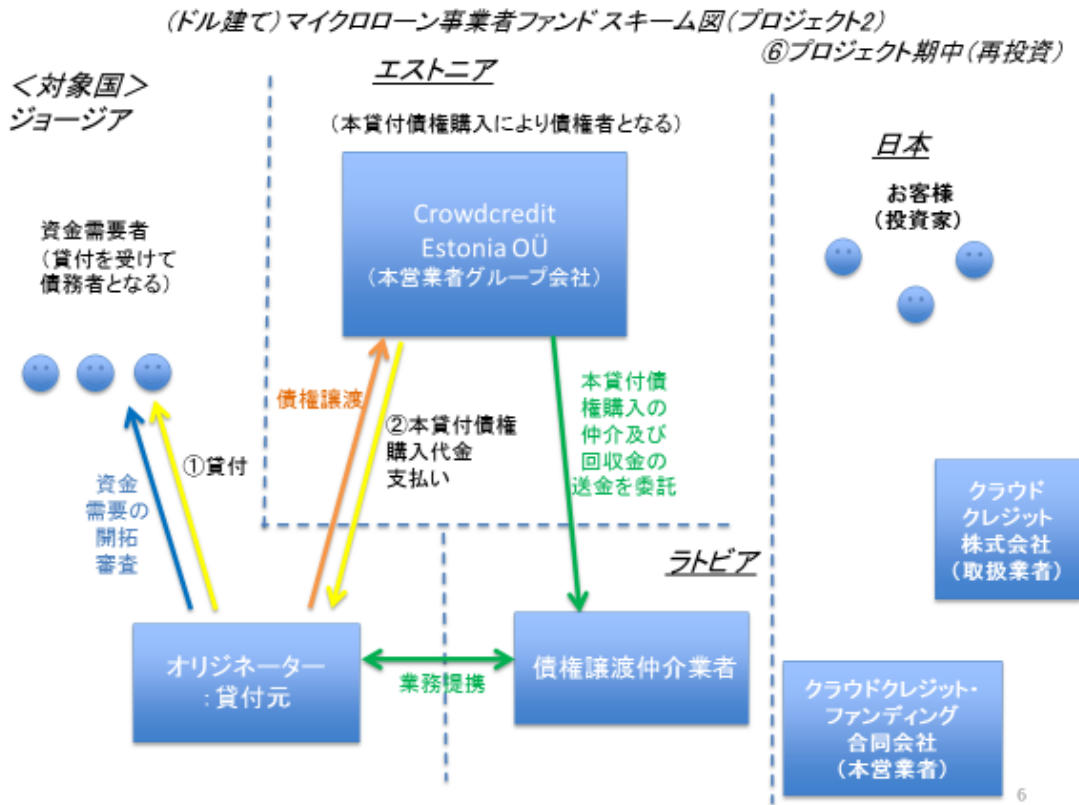 (ドル建て)マイクロローン事業者ファンド スキーム図(プロジェクト2)
⑥プロジェクト期中(再投資)
<対象国>
ジョージア
エストニア
(本貸付債権購入により債権者となる)
日本
お客様
(投資家)
Crowdcredit
Estonia OÜ
(本営業者グループ会社)
資金需要者
(貸付を受けて
債務者となる)
債権譲渡
②本貸付債権
購入代金
支払い
本貸付債
権購入の
仲介及び
回収金の
送金を委託
①貸付
資金
需要の
開拓
審査
クラウド
クレジット
株式会社
(取扱業者)
ラトビア
オリジネーター
:貸付元
業務提携
債権譲渡仲介業者
クラウドクレジット・
ファンディング
合同会社
(本営業者)
6